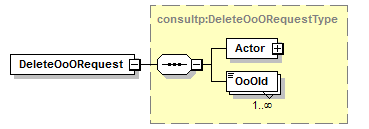 consultp:DeleteOoORequestType
DeleteOoORequest
Actor
OoOId
1..∞